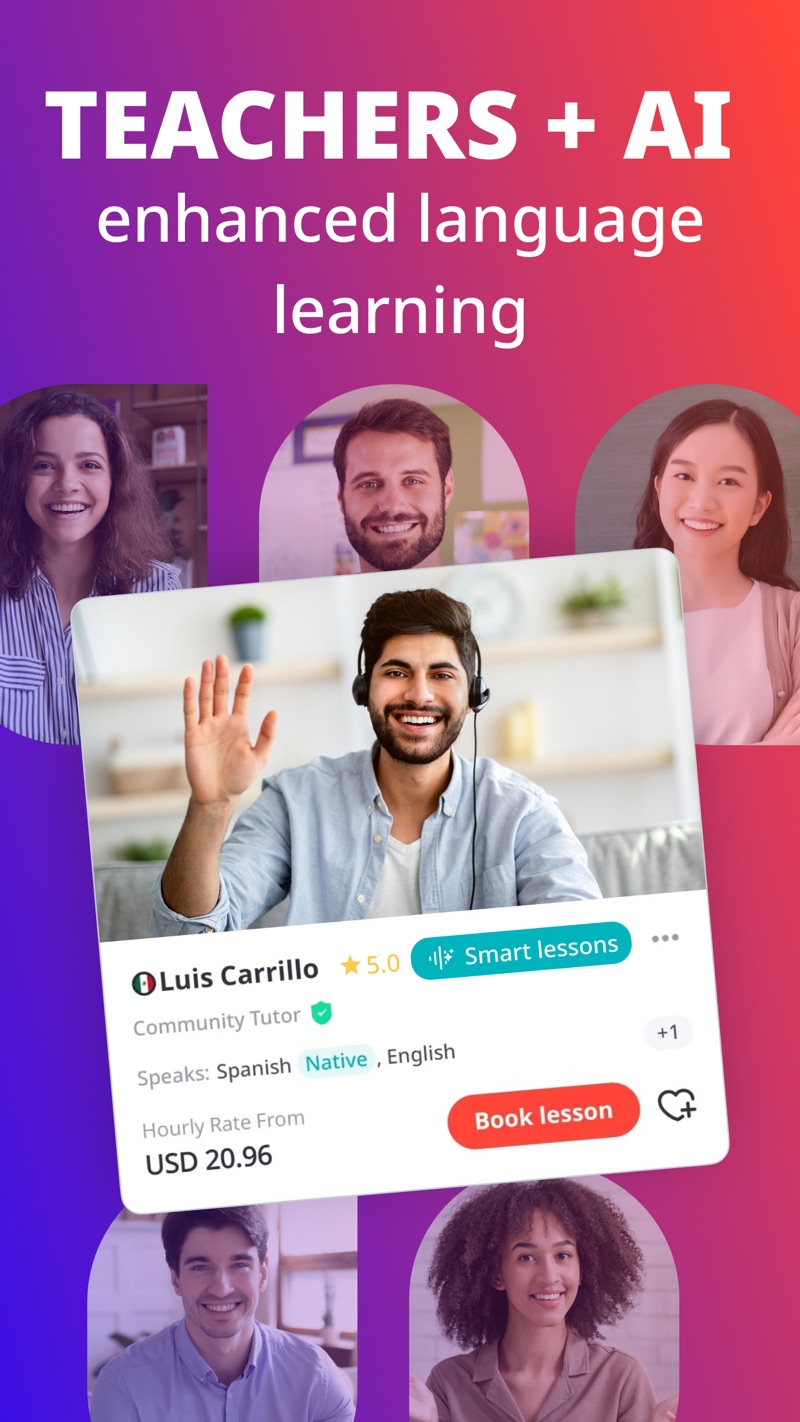 TEACHERS + AI
enhanced language
learning
Luis Carrillo 5.0 Smart lessons
Community Tutor
Speaks: Spanish Native , English +1
Hourly Rate From
USD 20.96
Book lesson